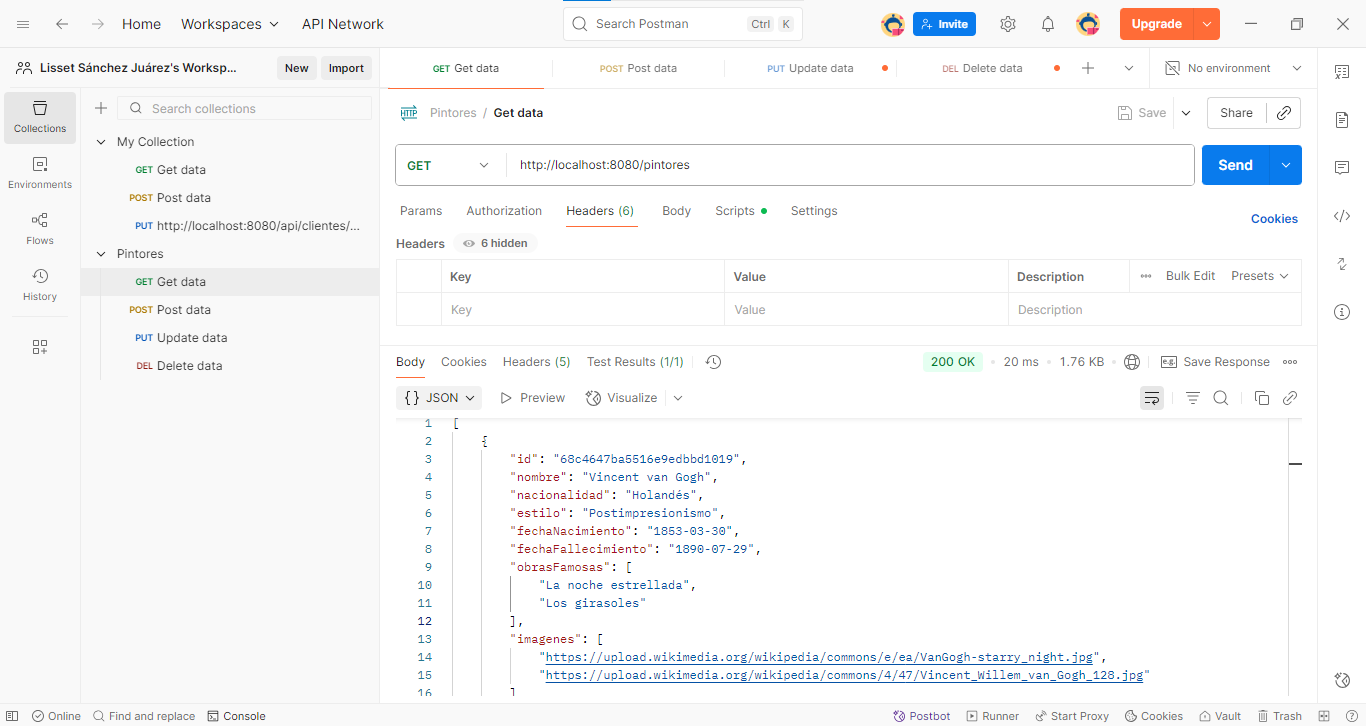 Home Workspaces API Network Search Postman Ctrl K Invite Upgrade
Lisset Sánchez Juárez's Worksp... New Import GET Get data POST Post data PUT Update data DEL Delete data No environment
Search collections
Collections
Environments
Flows
History
My Collection
GET Get data
POST Post data
PUT http://localhost:8080/api/clientes/...
Pintores
GET Get data
POST Post data
PUT Update data
DEL Delete data
HTTP Pintores / Get data Save Share
GET http://localhost:8080/pintores Send
Params Authorization Headers (6) Body Scripts Settings Cookies
Headers 6 hidden
Key Value Description Bulk Edit Presets
Key Value Description
Body Cookies Headers (5) Test Results (1/1) 200 OK 20 ms 1.76 KB e.g. Save Response
{} JSON Preview Visualize
1 [
2 {
3 "id": "68c4647ba5516e9edbbd1019",
4 "nombre": "Vincent van Gogh",
5 "nacionalidad": "Holandés",
6 "estilo": "Postimpresionismo",
7 "fechaNacimiento": "1853-03-30",
8 "fechaFallecimiento": "1890-07-29",
9 "obrasFamosas": [
10 "La noche estrellada",
11 "Los girasoles"
12 ],
13 "imagenes": [
14 "https://upload.wikimedia.org/wikipedia/commons/e/ea/VanGogh-starry_night.jpg",
15 "https://upload.wikimedia.org/wikipedia/commons/4/47/Vincent_Willem_van_Gogh_128.jpg"
16 ]
Online Find and replace Console Postbot Runner Start Proxy Cookies Vault Trash